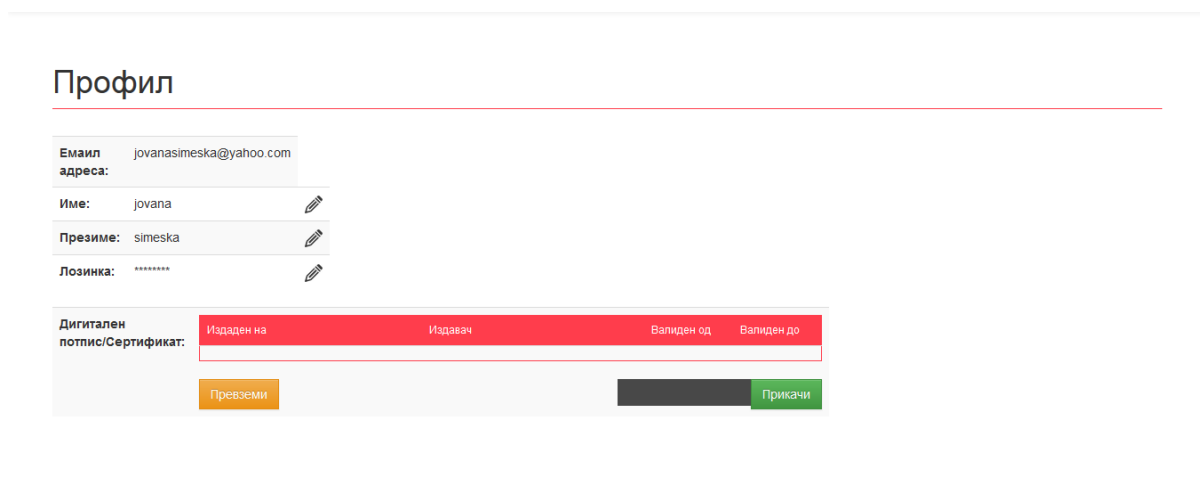 Профил
Емаил адреса: jovanasimeska@yahoo.com
Име: jovana
Презиме: simeska
Лозинка: ********
Дигитален потпис/Сертификат:
Издаден на Издавач Валиден од Валиден до
Превземи Прикачи